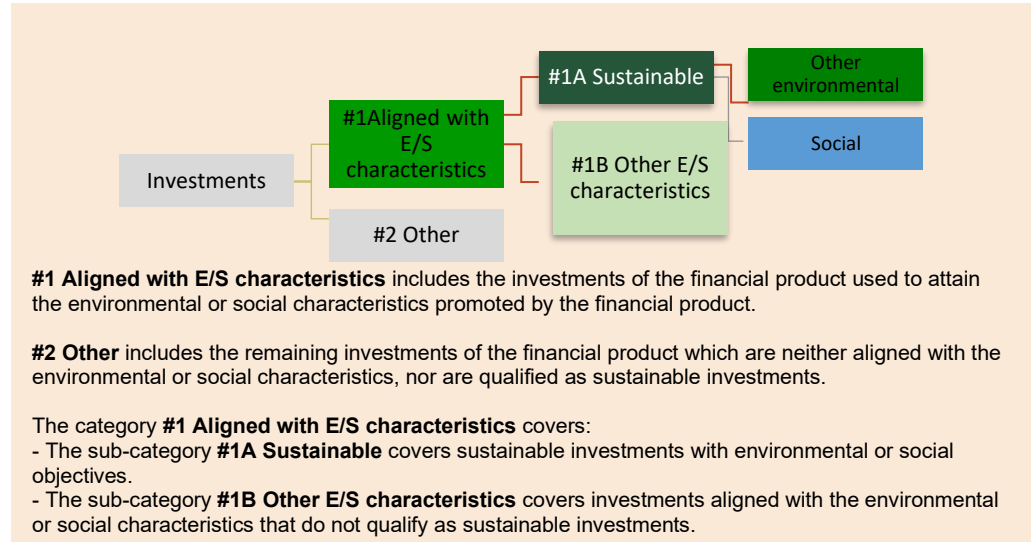 #1A Sustainable
Other
environmental
#1Aligned with
E/S
characteristics
Social
#1B Other E/S
characteristics
Investments
#2 Other
#1 Aligned with E/S characteristics includes the investments of the financial product used to attain
the environmental or social characteristics promoted by the financial product.
#2 Other includes the remaining investments of the financial product which are neither aligned with the
environmental or social characteristics, nor are qualified as sustainable investments.
The category #1 Aligned with E/S characteristics covers:
- The sub-category #1A Sustainable covers sustainable investments with environmental or social
objectives.
- The sub-category #1B Other E/S characteristics covers investments aligned with the environmental
or social characteristics that do not qualify as sustainable investments.